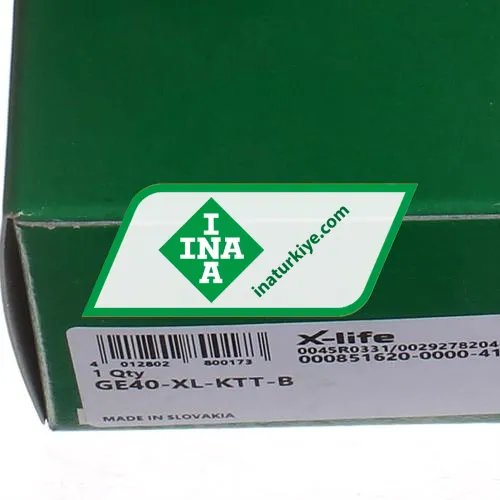 INA
INA
inaturkiye.com
X-life
0045R0331/0029278204
000851620-0000-41
4 012802 800173
1 Qty
GE40-XL-KTT-B
MADE IN SLOVAKIA